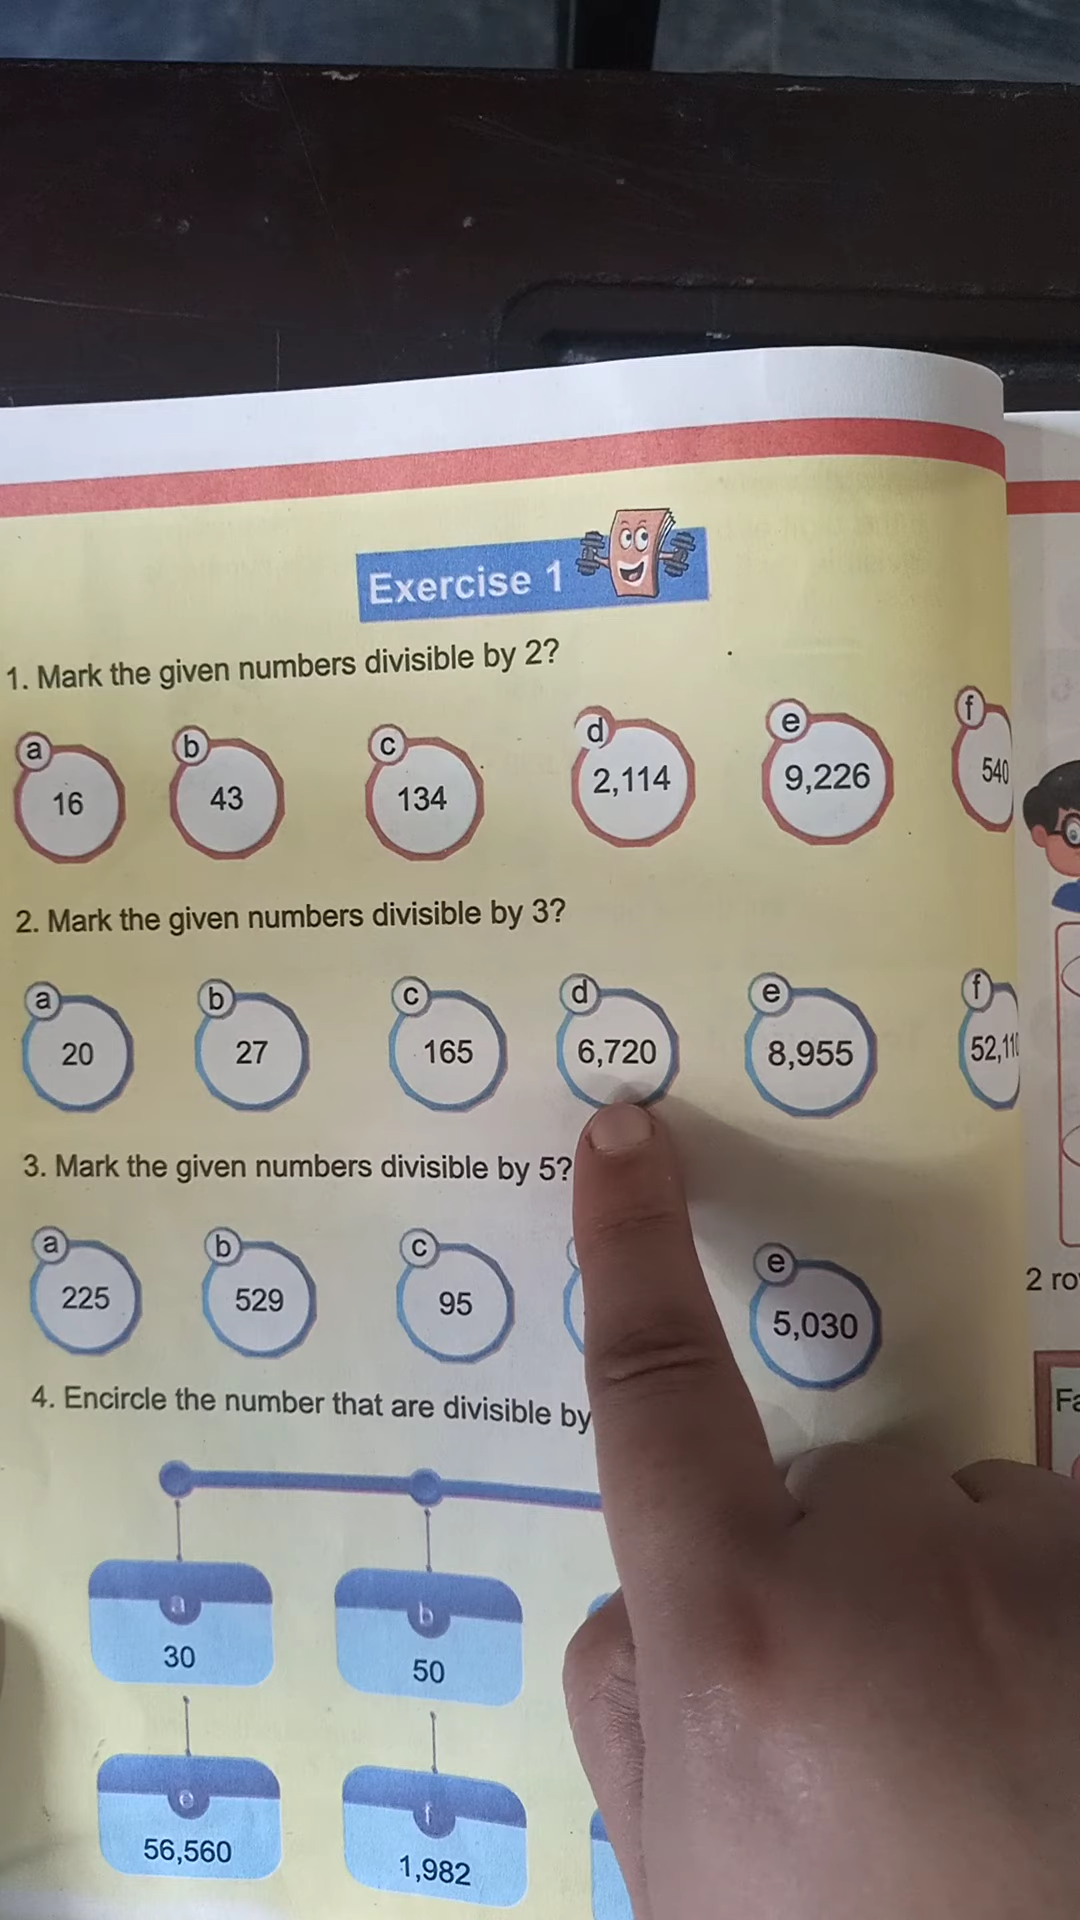 Exercise 1
1. Mark the given numbers divisible by 2?
a b c d e f
16 43 134 2,114 9,226 540
2. Mark the given numbers divisible by 3?
a b c d e f
20 27 165 6,720 8,955
3. Mark the given numbers divisible by 5?
a b c e
225 529 95 5,030
2
4. Encircle the number that are divisible by
a b
30 50
e f
56,560 1,982